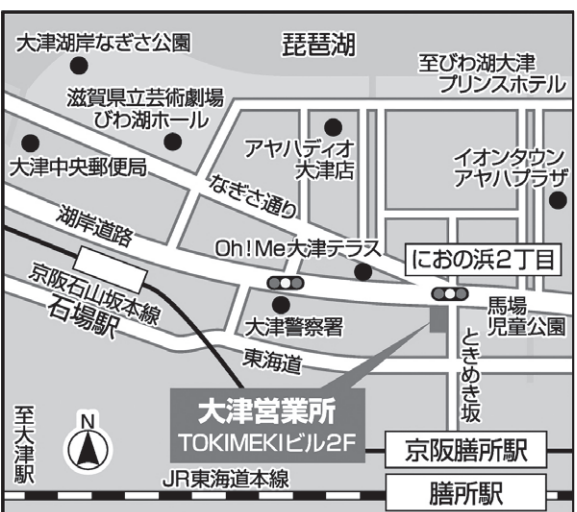 大津湖岸なぎさ公園
琵琶湖
至びわ湖大津
プリンスホテル
滋賀県立芸術劇場
びわ湖ホール
大津中央郵便局
アヤハディオ
大津店
イオンタウン
アヤハプラザ
なぎさ通り
湖岸道路
Oh!Me大津テラス
におの浜2丁目
京阪石山坂本線
石場駅
大津警察署
馬場
児童公園
東海道
ときめき坂
大津営業所
TOKIMEKIビル2F
至大津駅
N
京阪膳所駅
JR東海道本線
膳所駅